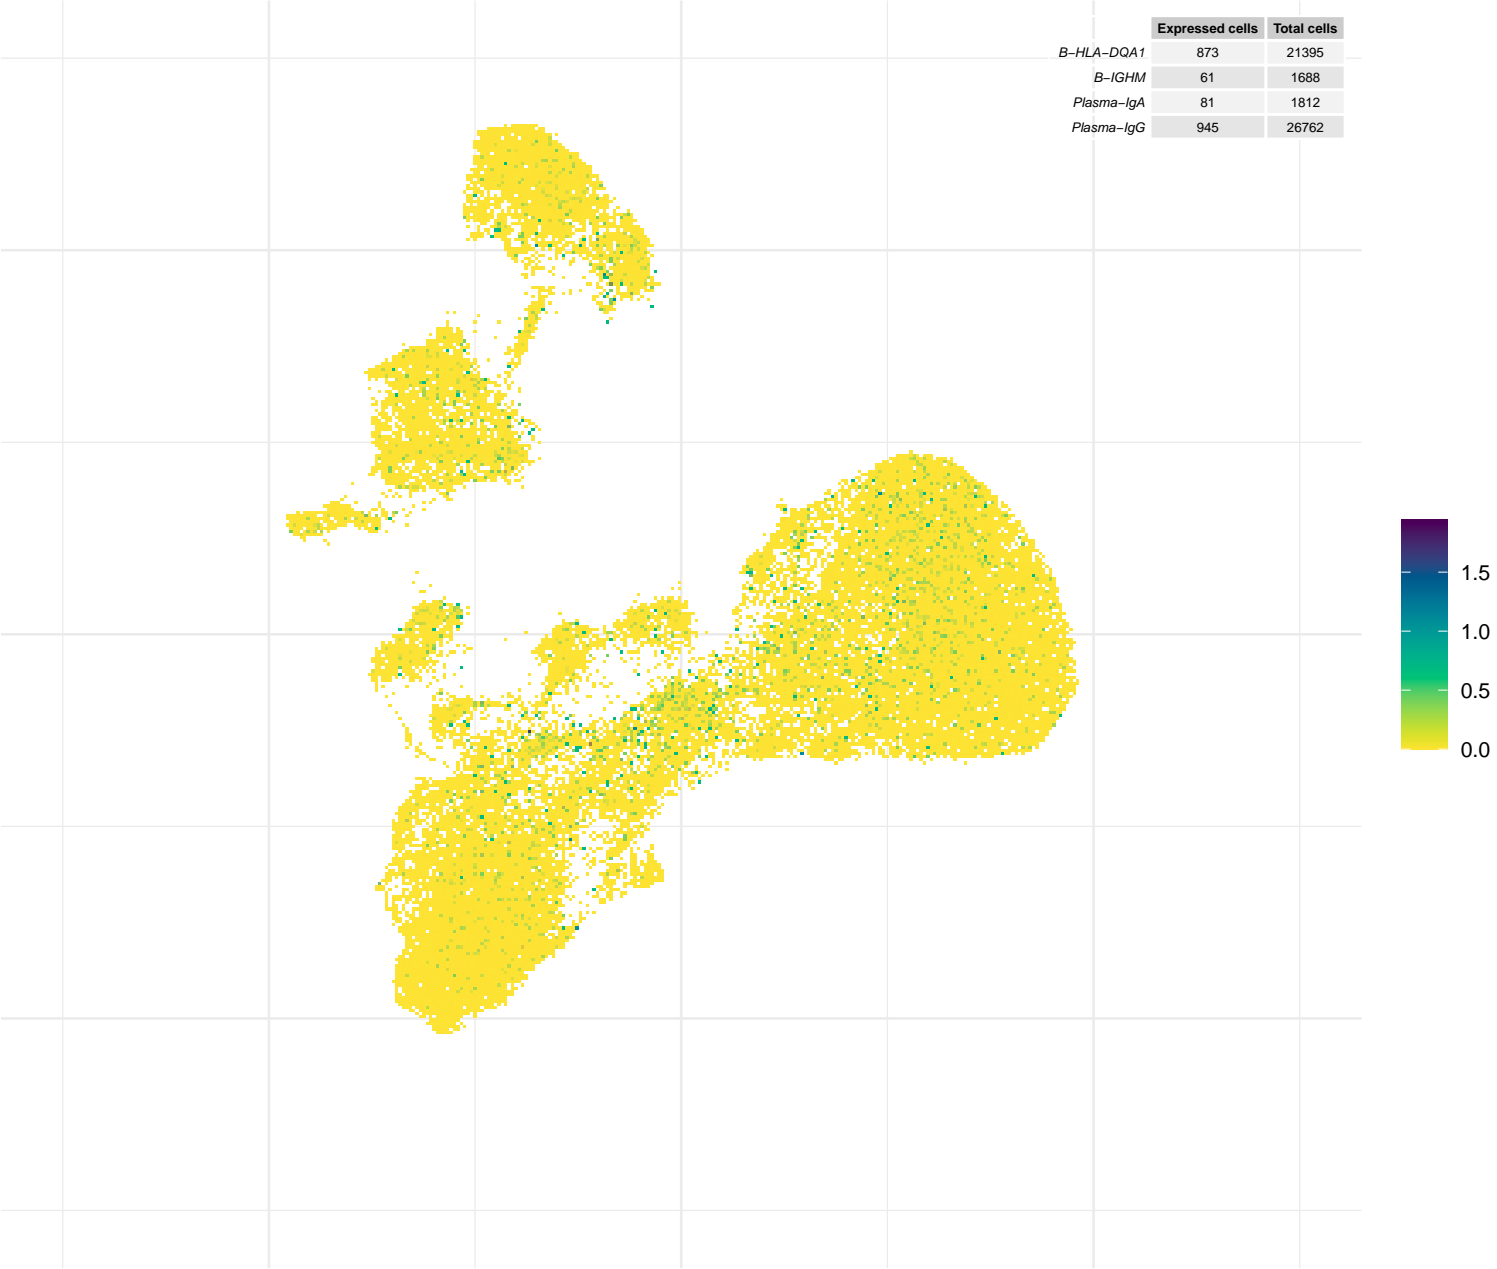 Expressed cells Total cells
B−HLA−DQA1 873 21395
B−IGHM 61 1688
Plasma−IgA 81 1812
Plasma−IgG 945 26762
1.5
1.0
0.5
0.0